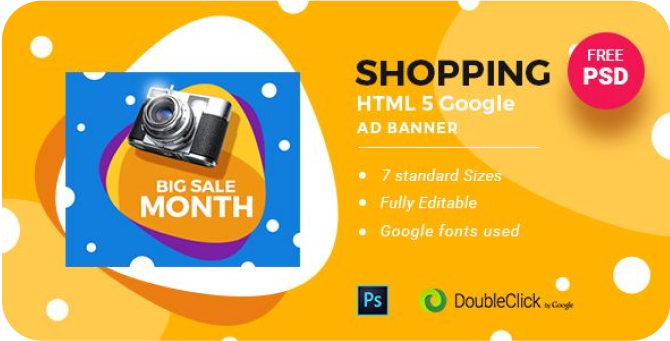 BIG SALE
MONTH
SHOPPING
HTML 5 Google
AD BANNER
7 standard Sizes
Fully Editable
Google fonts used
FREE
PSD
Ps
DoubleClick by Google